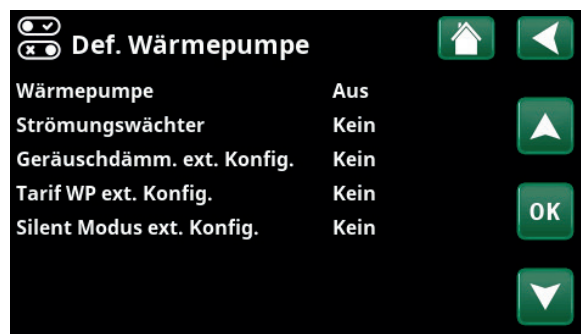 Def. Wärmepumpe
Wärmepumpe Aus
Strömungswächter Kein
Geräuschdämm. ext. Konfig. Kein
Tarif WP ext. Konfig. Kein
OK
Silent Modus ext. Konfig. Kein